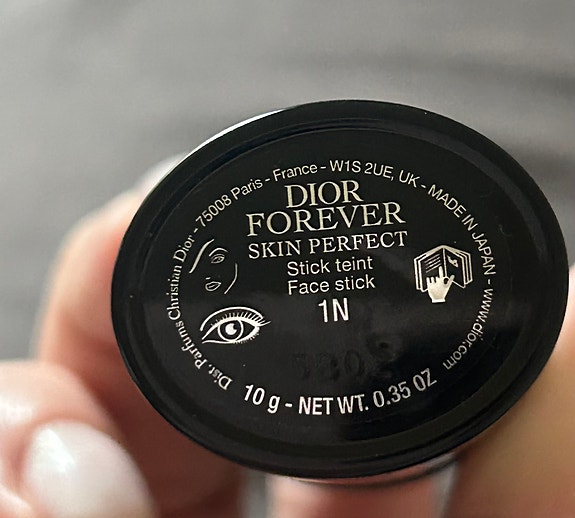 Dist. Parfums Christian Dior - 75008 Paris - France - W1S 2UE, UK - MADE IN JAPAN - www.dior.com
DIOR
FOREVER
SKIN PERFECT
Stick teint
Face stick
1N
10 g - NET WT. 0.35 OZ